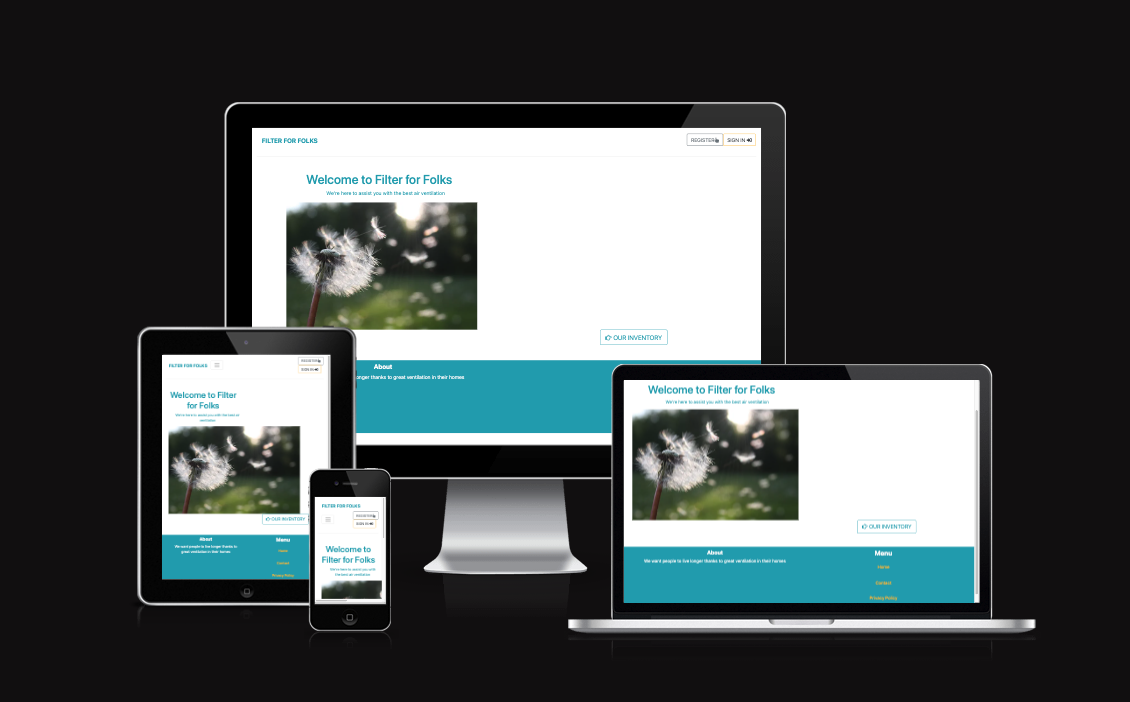 FILTER FOR FOLKS
REGISTER
SIGN IN
Welcome to Filter for Folks
We're here to assist you with the best air ventilation
OUR INVENTORY
About
longer thanks to great ventilation in their homes
FILTER FOR FOLKS
REGISTER
SIGN IN
Welcome to Filter
for Folks
We're here to assist you with the best air
ventilation
OUR INVENTORY
About
We want people to live longer thanks to
great ventilation in their homes
Menu
Home
Contact
Privacy Policy
FILTER FOR FOLKS
REGISTER
SIGN IN
Welcome to
Filter for Folks
We're here to assist you with
the best air ventilation
Welcome to Filter for Folks
We're here to assist you with the best air ventilation
OUR INVENTORY
About
We want people to live longer thanks to great ventilation in their homes
Menu
Home
Contact
Privacy Policy